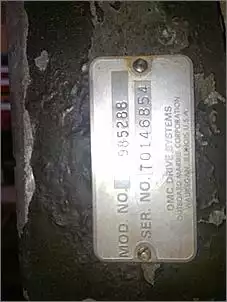 MOD. NO. 985288
SER. NO. T0146854
OMC DRIVE SYSTEMS
OUTBOARD MARINE CORPORATION
WAUKEGAN, ILLINOIS, U.S.A.